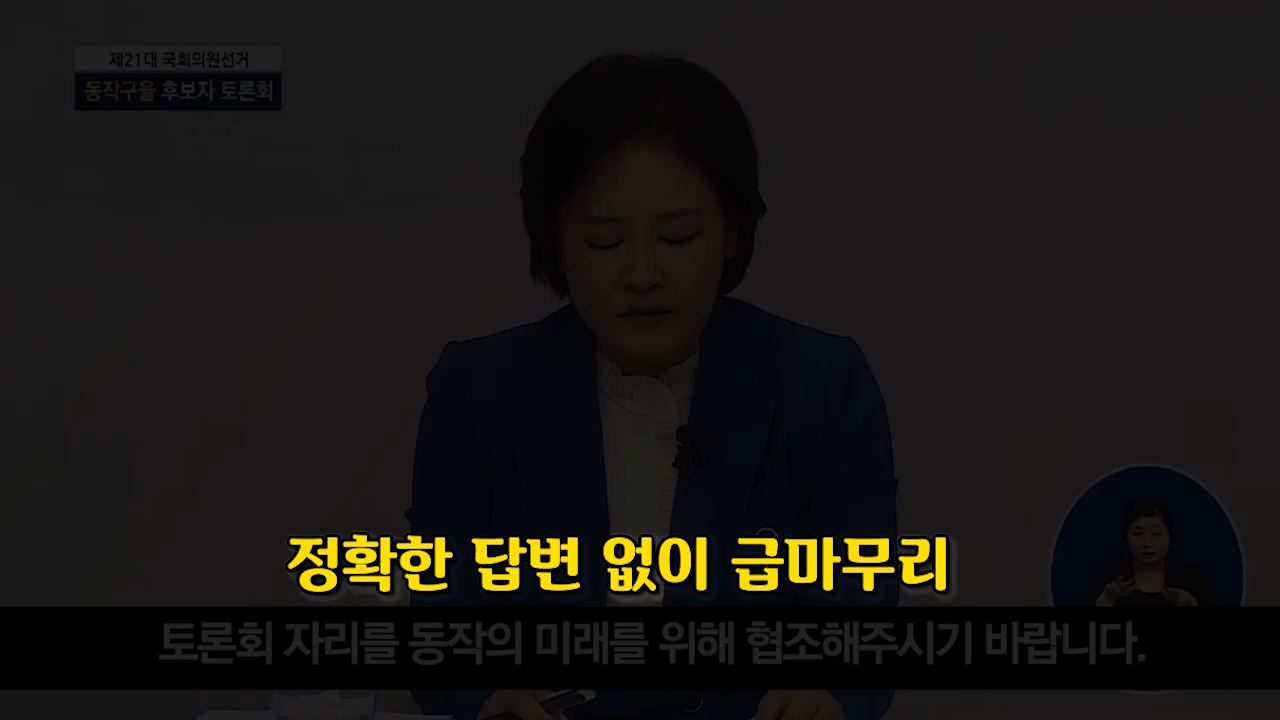 제21대 국회의원선거
동작구을 후보자 토론회
정확한 답변 없이 급마무리
토론회 자리를 동작의 미래를 위해 협조해주시기 바랍니다.